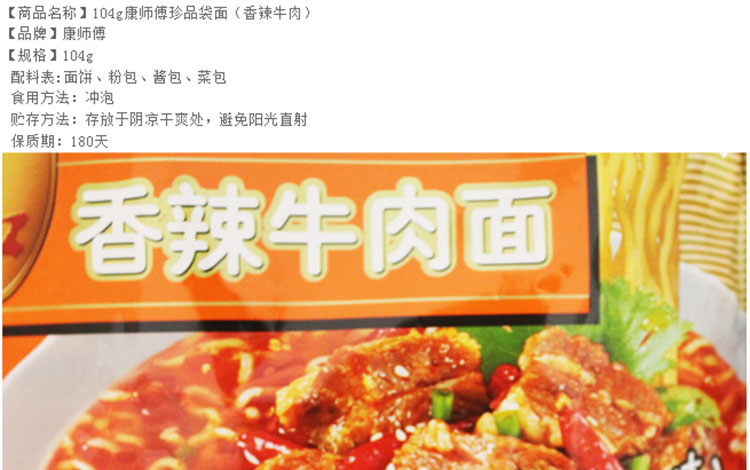 【商品名称】104g康师傅珍品袋面（香辣牛肉）
【品牌】康师傅
【规格】104g
配料表:面饼、粉包、酱包、菜包
食用方法：冲泡
贮存方法：存放于阴凉干爽处，避免阳光直射
保质期：180天
香辣牛肉面